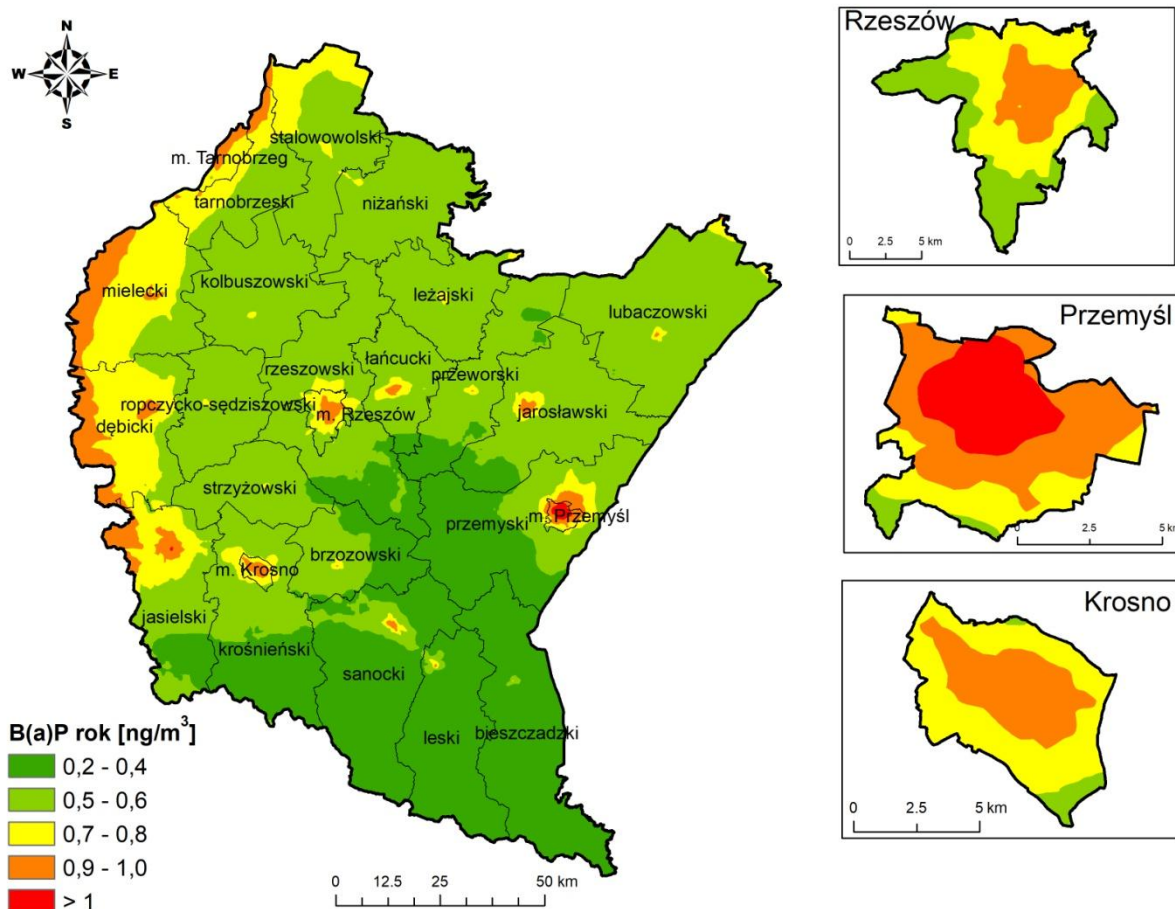 N
W E
S
stalowowolski
m. Tarnobrzeg
tarnobrzeski
niżański
mielecki
kolbuszowski
leżajski
lubaczowski
rzeszowski
łańcucki
przeworski
ropczycko-sędziszowski
m. Rzeszów
jarosławski
dębicki
strzyżowski
przemyski
m. Przemyśl
brzozowski
m. Krosno
jasielski
krośnieński
sanocki
leski
bieszczadzki
B(a)P rok [ng/m³]
0,2 - 0,4
0,5 - 0,6
0,7 - 0,8
0,9 - 1,0
> 1
0 12.5 25 50 km
Rzeszów
0 2.5 5 km
Przemyśl
0 2.5 5 km
Krosno
0 2.5 5 km